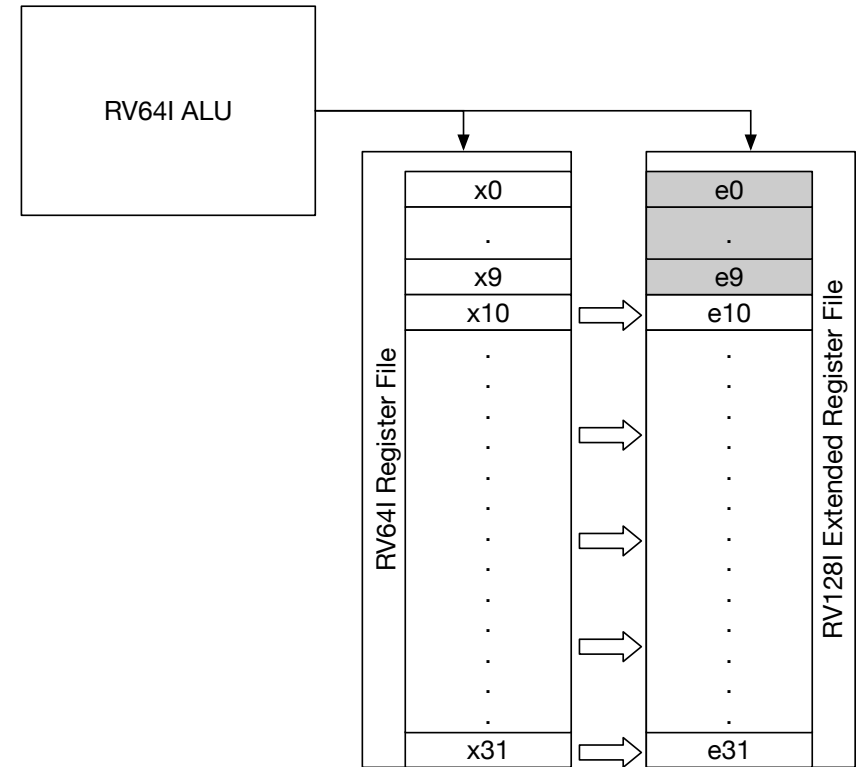 RV64I ALU
RV64I Register File
x0
.
x9
x10
.
.
.
.
.
.
.
.
.
.
.
.
.
x31
e0
.
e9
e10
.
.
.
.
.
.
.
.
.
.
.
.
.
e31
RV128I Extended Register File